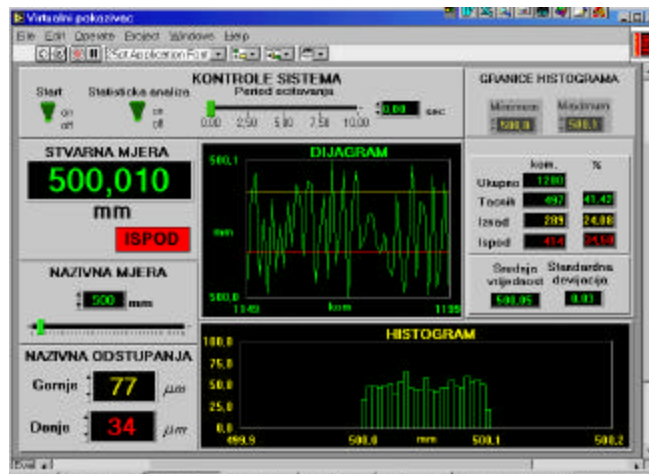 Virtualni pokazivac
File Edit Operate Project Windows Help
13pt Application Font
KONTROLE SISTEMA
Start
on
off
Statisticka analiza
on
off
Period ocitavanja
0,00 2,50 5,00 7,50 10,00
0,00 sec
GRANICE HISTOGRAMA
Minimum Maximum
500,0 500,1
STVARNA MJERA
500,010
mm
ISPOD
NAZIVNA MJERA
500 mm
NAZIVNA ODSTUPANJA
Gornje 77 µm
Donje 34 µm
DIJAGRAM
500,1
mm
500,0
kom
kom. %
Ukupno 1200
Tacnih 497 41,42
Iznad 289 24,08
Ispod 414 34,50
Srednja vrijednost
500,05
Standardna devijacija
0,03
HISTOGRAM
100,0
75,0
50,0
25,0
0,0
499,9 500,0 mm 500,1 500,2